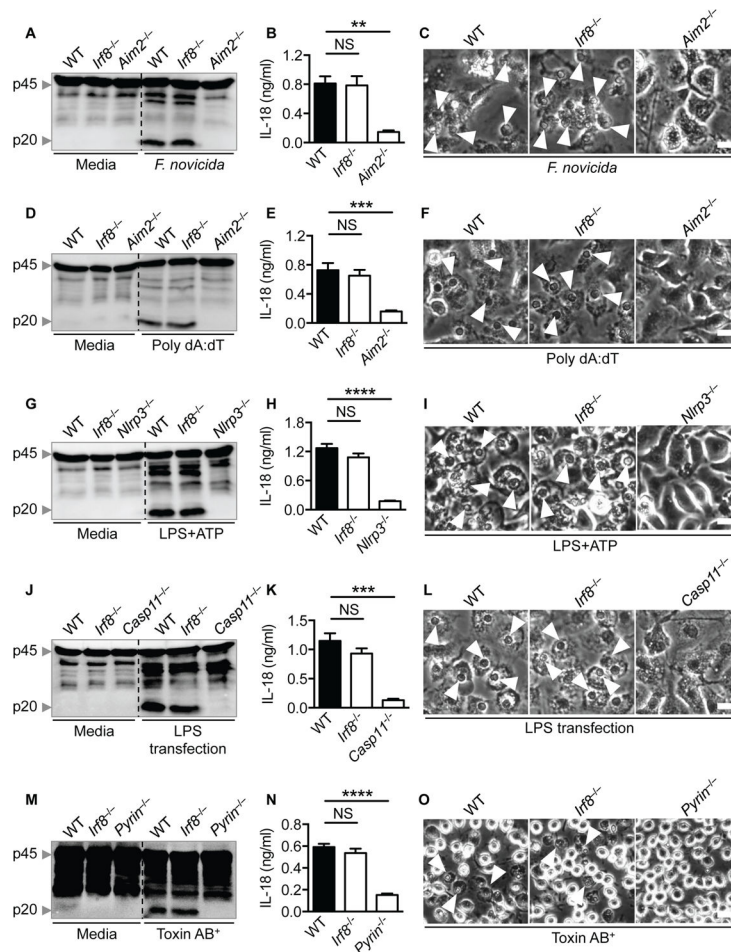 A
WT Irf8–/– Aim2–/– WT Irf8–/– Aim2–/–
p45
p20
Media F. novicida
B
**
NS
IL-18 (ng/ml)
1.2
0.8
0.4
0.0
WT Irf8–/– Aim2–/–
C
WT Irf8–/– Aim2–/–
F. novicida
D
WT Irf8–/– Aim2–/– WT Irf8–/– Aim2–/–
p45
p20
Media Poly dA:dT
E
***
NS
IL-18 (ng/ml)
1.2
0.8
0.4
0.0
WT Irf8–/– Aim2–/–
F
WT Irf8–/– Aim2–/–
Poly dA:dT
G
WT Irf8–/– Nlrp3–/– WT Irf8–/– Nlrp3–/–
p45
p20
Media LPS+ATP
H
****
NS
IL-18 (ng/ml)
1.8
1.2
0.6
0.0
WT Irf8–/– Nlrp3–/–
I
WT Irf8–/– Nlrp3–/–
LPS+ATP
J
WT Irf8–/– Casp11–/– WT Irf8–/– Casp11–/–
p45
p20
Media LPS
transfection
K
***
NS
IL-18 (ng/ml)
1.5
1.0
0.5
0.0
WT Irf8–/– Casp11–/–
L
WT Irf8–/– Casp11–/–
LPS transfection
M
WT Irf8–/– Pyrin–/– WT Irf8–/– Pyrin–/–
p45
p20
Media Toxin AB+
N
****
NS
IL-18 (ng/ml)
0.8
0.6
0.4
0.2
0.0
WT Irf8–/– Pyrin–/–
O
WT Irf8–/– Pyrin–/–
Toxin AB+